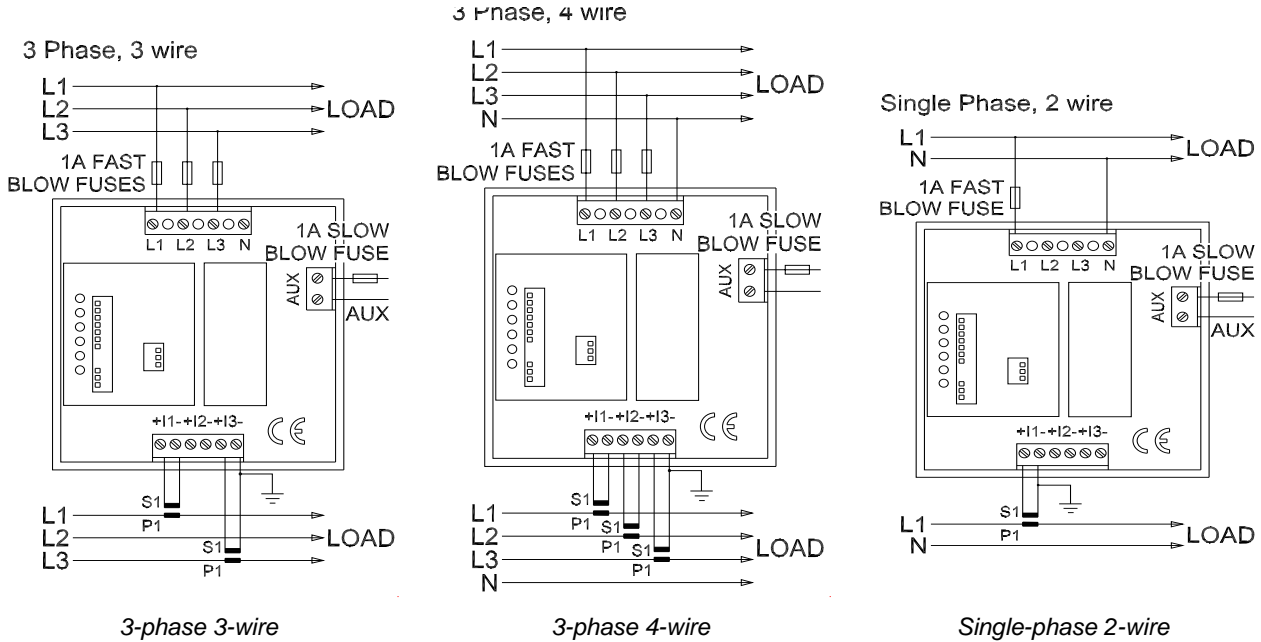 3 Phase, 3 wire
L1
L2
L3
LOAD
1A FAST
BLOW FUSES
L1 L2 L3 N
1A SLOW
BLOW FUSE
AUX
AUX
+I1-+I2-+I3-
CE
S1
P1
S1
P1
L1
L2
L3
LOAD
3-phase 3-wire
3 Phase, 4 wire
L1
L2
L3
N
LOAD
1A FAST
BLOW FUSES
L1 L2 L3 N
1A SLOW
BLOW FUSE
AUX
+I1-+I2-+I3-
CE
S1
P1
S1
P1
S1
P1
L1
L2
L3
N
LOAD
3-phase 4-wire
Single Phase, 2 wire
L1
N
LOAD
1A FAST
BLOW FUSE
L1 L2 L3 N
1A SLOW
BLOW FUSE
AUX
AUX
+I1-+I2-+I3-
CE
S1
P1
L1
N
LOAD
Single-phase 2-wire